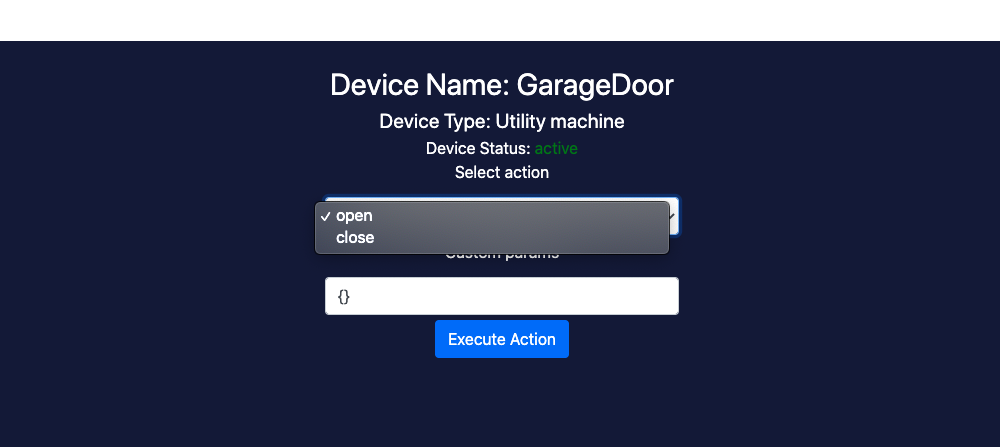 Device Name: GarageDoor
Device Type: Utility machine
Device Status: active
Select action
open
close
Custom params
{}
Execute Action